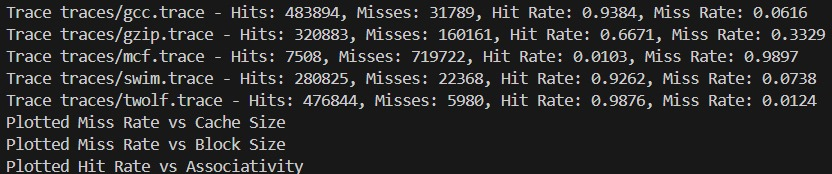 Trace traces/gcc.trace - Hits: 483894, Misses: 31789, Hit Rate: 0.9384, Miss Rate: 0.0616
Trace traces/gzip.trace - Hits: 320883, Misses: 160161, Hit Rate: 0.6671, Miss Rate: 0.3329
Trace traces/mcf.trace - Hits: 7508, Misses: 719722, Hit Rate: 0.0103, Miss Rate: 0.9897
Trace traces/swim.trace - Hits: 280825, Misses: 22368, Hit Rate: 0.9262, Miss Rate: 0.0738
Trace traces/twolf.trace - Hits: 476844, Misses: 5980, Hit Rate: 0.9876, Miss Rate: 0.0124
Plotted Miss Rate vs Cache Size
Plotted Miss Rate vs Block Size
Plotted Hit Rate vs Associativity